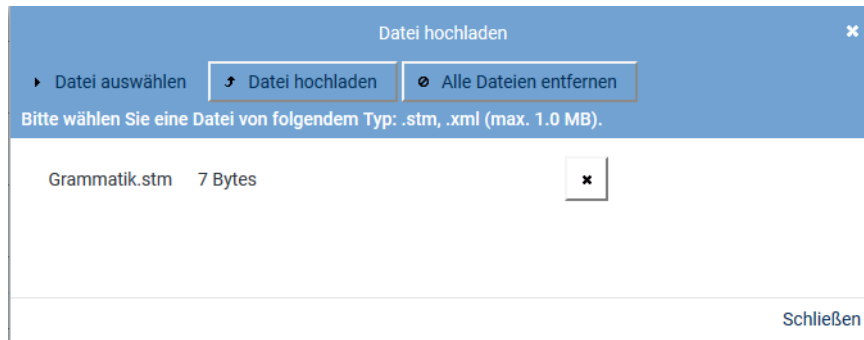 Datei hochladen
Datei auswählen Datei hochladen Alle Dateien entfernen
Bitte wählen Sie eine Datei von folgendem Typ: .stm, .xml (max. 1.0 MB).
Grammatik.stm 7 Bytes
Schließen